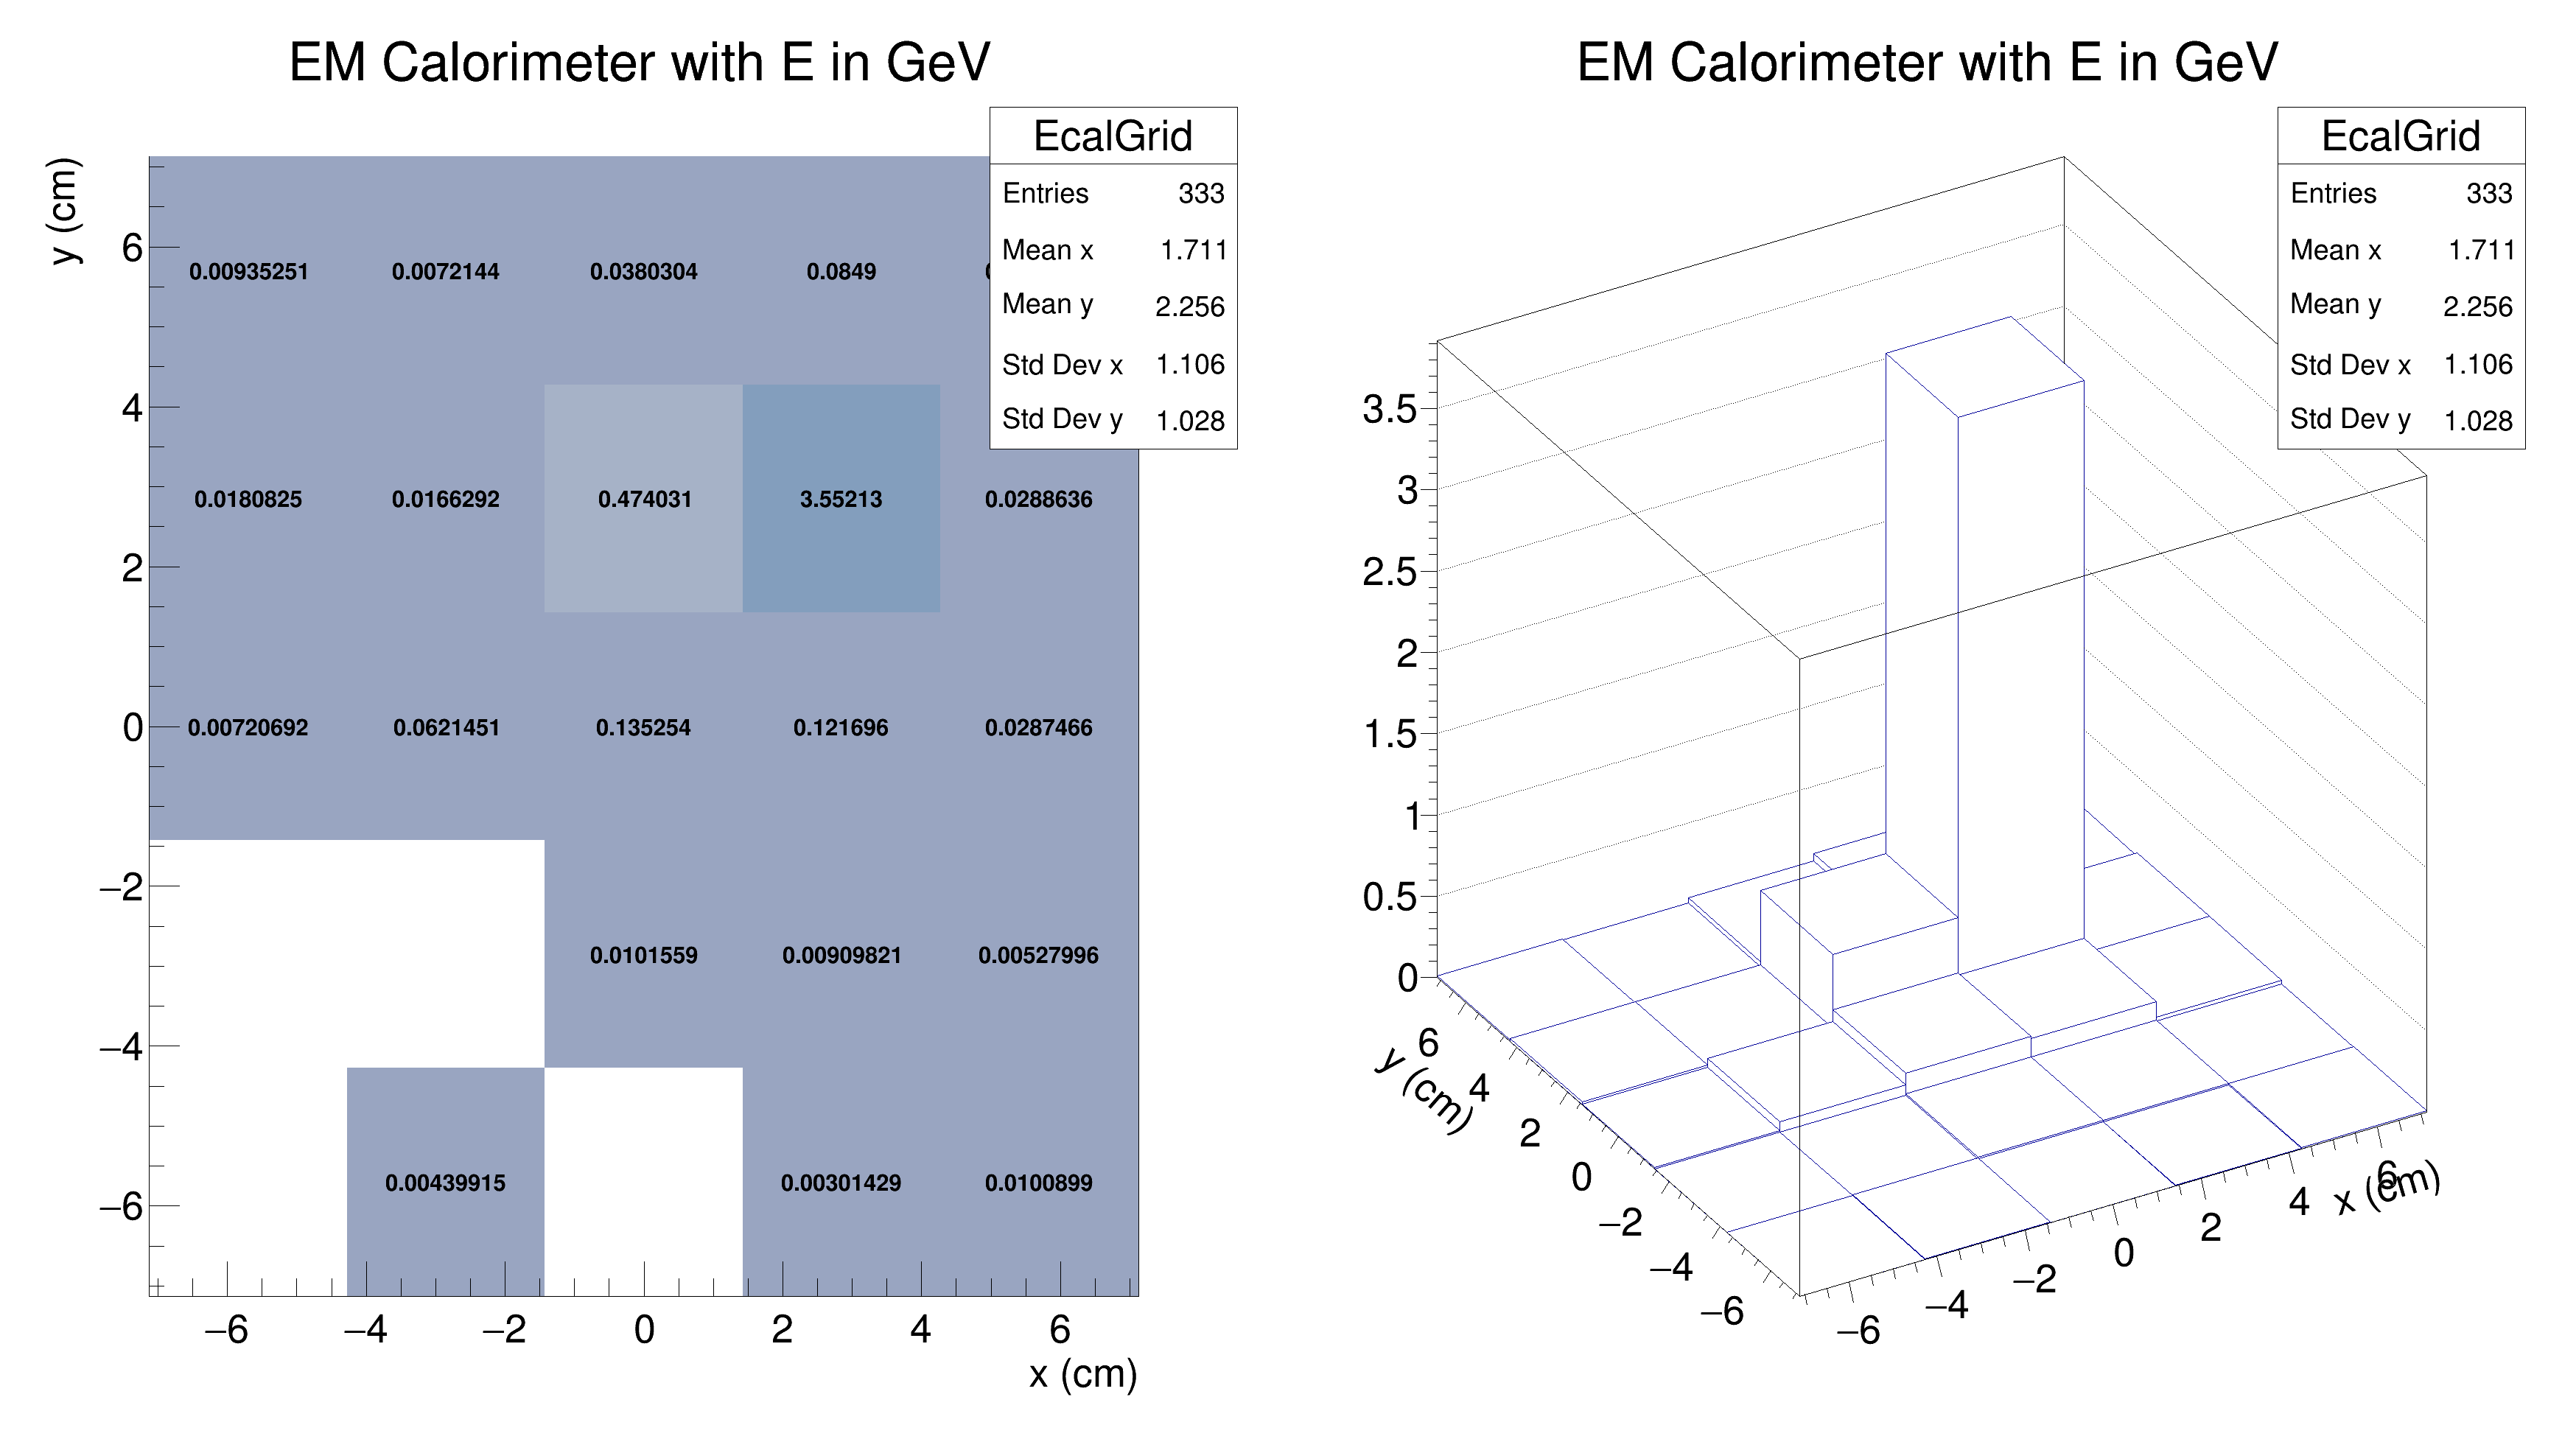 EM Calorimeter with E in GeV
EcalGrid
Entries 333
Mean x 1.711
Mean y 2.256
Std Dev x 1.106
Std Dev y 1.028
y (cm)
6
4
2
0
−2
−4
−6
0.00935251 0.0072144 0.0380304 0.0849
0.0180825 0.0166292 0.474031 3.55213 0.0288636
0.00720692 0.0621451 0.135254 0.121696 0.0287466
0.0101559 0.00909821 0.00527996
0.00439915 0.00301429 0.0100899
−6 −4 −2 0 2 4 6
x (cm)
EM Calorimeter with E in GeV
EcalGrid
Entries 333
Mean x 1.711
Mean y 2.256
Std Dev x 1.106
Std Dev y 1.028
3.5
3
2.5
2
1.5
1
0.5
0
6
4
2
0
−2
−4
−6
y (cm)
−6
−4
−2
0
2
4
6
x (cm)